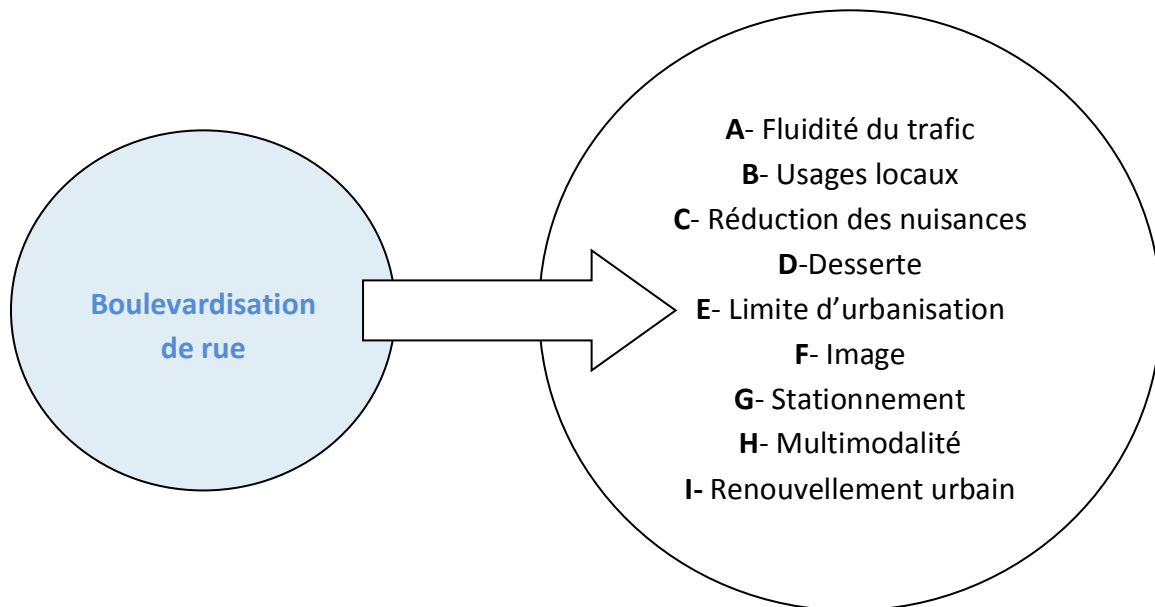 Boulevardisation
de rue
A- Fluidité du trafic
B- Usages locaux
C- Réduction des nuisances
D-Desserte
E- Limite d'urbanisation
F- Image
G- Stationnement
H- Multimodalité
I- Renouvellement urbain